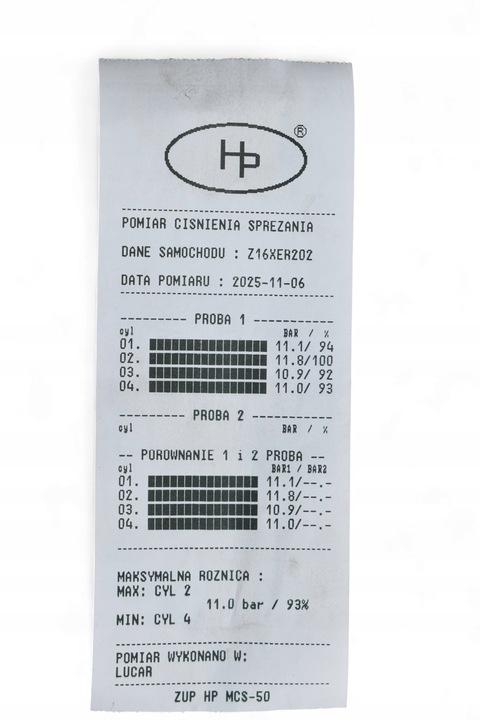 HP ®
POMIAR CISNIENIA SPREZANIA
DANE SAMOCHODU : Z16XER202
DATA POMIARU : 2025-11-06
--------- PROBA 1 -----------
cyl BAR / %
01. 11.1/ 94
02. 11.8/100
03. 10.9/ 92
04. 11.0/ 93
--------- PROBA 2 -----------
cyl BAR / %
-- POROWNANIE 1 i 2 PROBA --
cyl BAR1 / BAR2
01. 11.1/--.-
02. 11.8/--.-
03. 10.9/--.-
04. 11.0/--.-
MAKSYMALNA ROZNICA :
MAX: CYL 2
11.0 bar / 93%
MIN: CYL 4
POMIAR WYKONANO W:
LUCAR
ZUP HP MCS-50